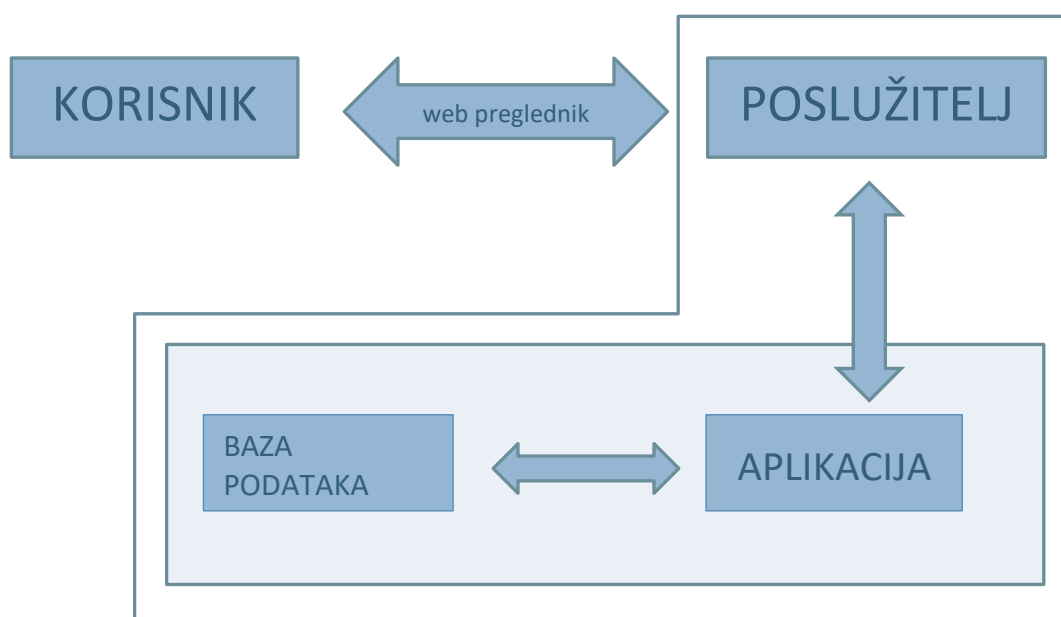 KORISNIK
web preglednik
POSLUŽITELJ
BAZA
PODATAKA
APLIKACIJA